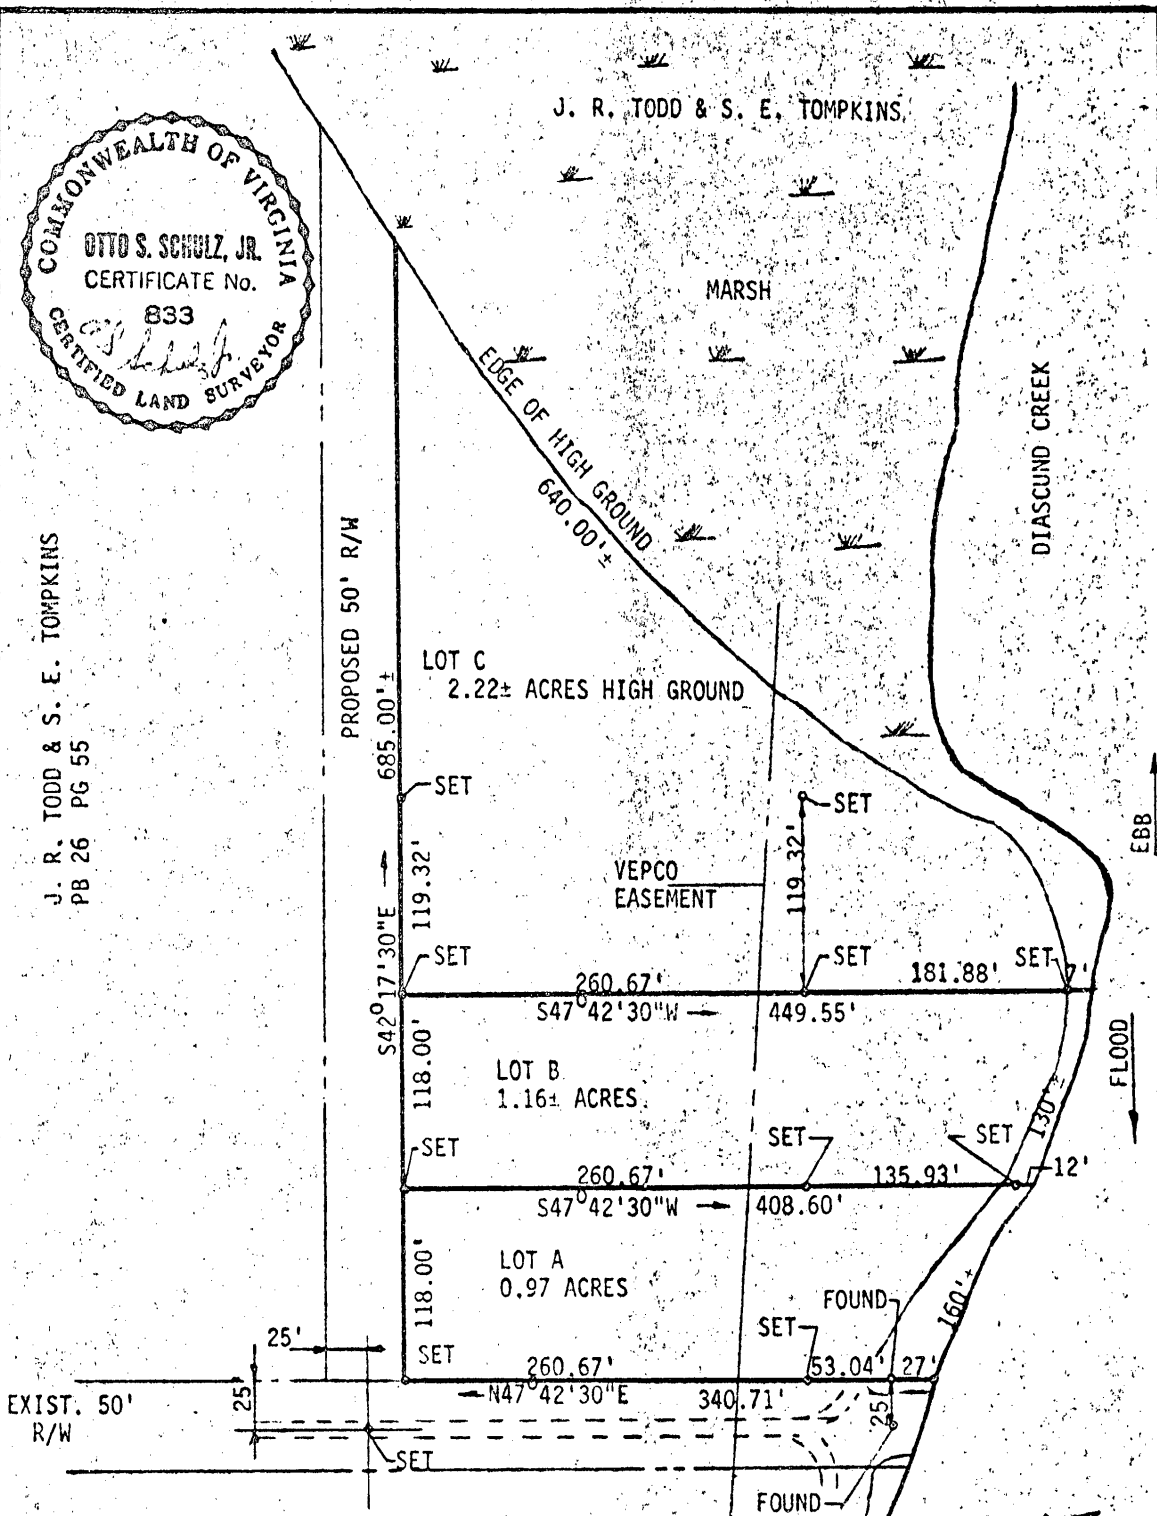 J. R. TODD & S. E. TOMPKINS
COMMONWEALTH OF VIRGINIA
OTTO S. SCHULZ, JR.
CERTIFICATE No.
833
CERTIFIED LAND SURVEYOR
MARSH
EDGE OF HIGH GROUND
640.00'±
DIASCUND CREEK
J. R. TODD & S. E. TOMPKINS
PB 26 PG 55
PROPOSED 50' R/W
685.00'±
LOT C
2.22± ACRES HIGH GROUND
SET
SET
EBB
119.32'
119.32'
VEPCO
EASEMENT
S42°17'30"E
SET
SET
SET
260.67'
181.88'
7'
S47°42'30"W
449.55'
FLOOD
118.00'
LOT B
1.16± ACRES
130'±
SET
SET
SET
260.67'
135.93'
12'
S47°42'30"W
408.60'
118.00'
LOT A
0.97 ACRES
160'±
FOUND
SET
25'
SET
260.67'
53.04'
27'
N47°42'30"E
340.71'
25'
25'
EXIST. 50'
R/W
SET
FOUND